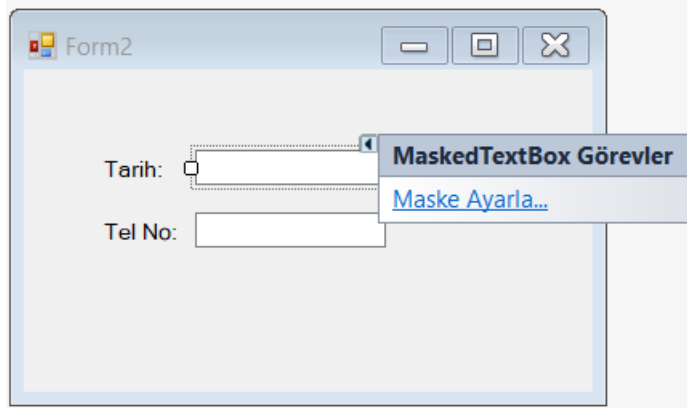 Form2
MaskedTextBox Görevler
Tarih:
Maske Ayarla...
Tel No: